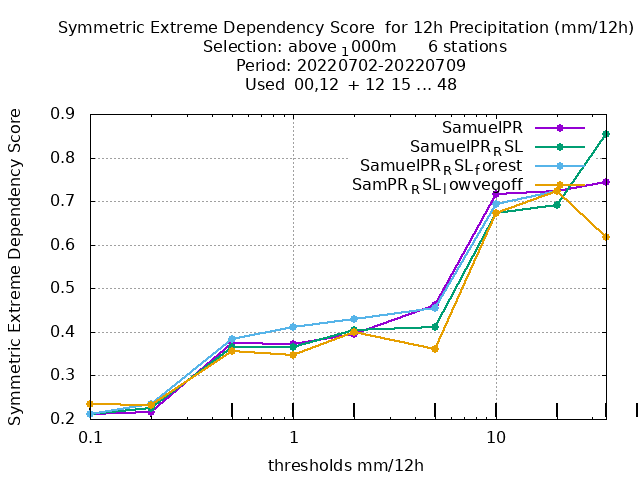 Symmetric Extreme Dependency Score for 12h Precipitation (mm/12h)
Selection: above ₁000m 6 stations
Period: 20220702-20220709
Used 00,12 + 12 15 ... 48
Symmetric Extreme Dependency Score
0.9
0.8
0.7
0.6
0.5
0.4
0.3
0.2
SamuelPR
SamuelPR_RSL
SamuelPR_RSL_forest
SamPR_RSL_lowvegoff
0.1
1
10
thresholds mm/12h